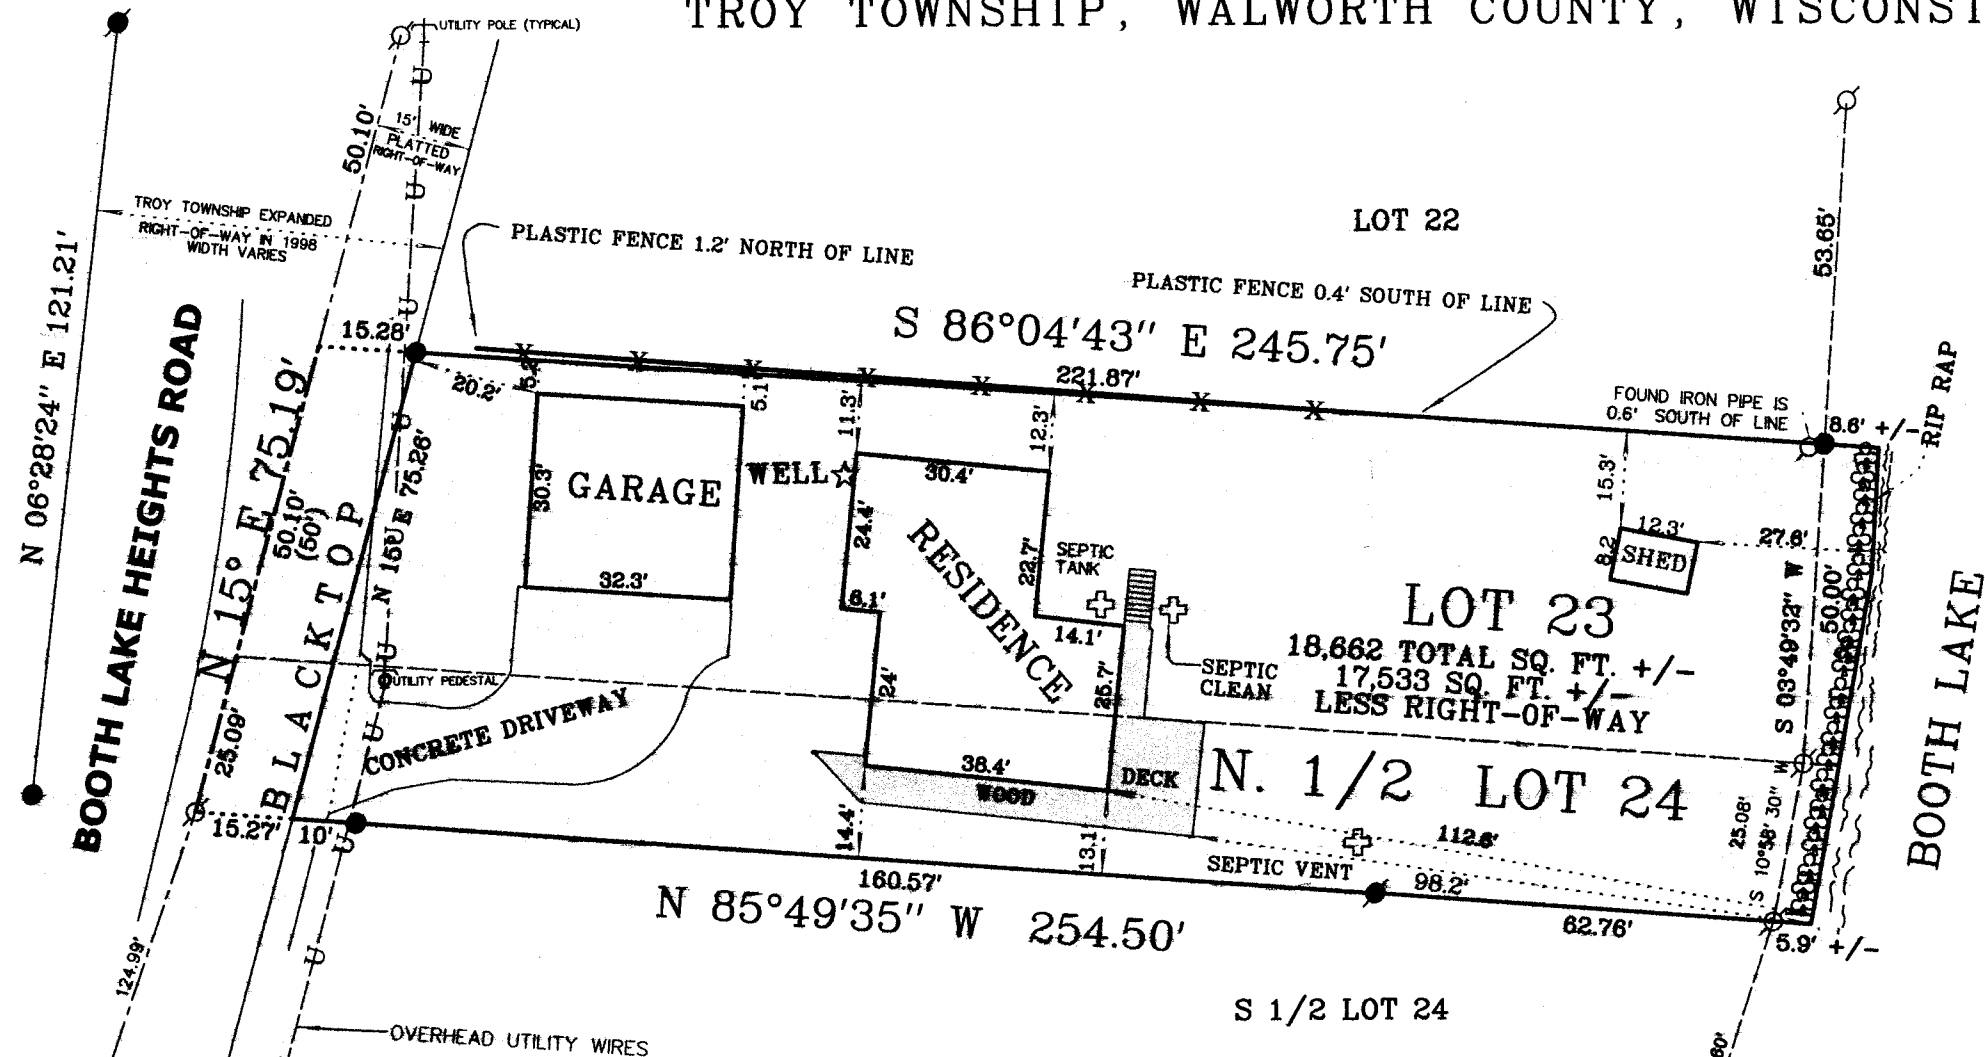 TROY TOWNSHIP, WALWORTH COUNTY,
UTILITY POLE (TYPICAL)
U
50.10'
15' WIDE
PLATTED
RIGHT-OF-WAY
U
TROY TOWNSHIP EXPANDED
RIGHT-OF-WAY IN 1998
WIDTH VARIES
N 06°28'24" E 121.21'
BOOTH LAKE HEIGHTS ROAD
PLASTIC FENCE 1.2' NORTH OF LINE
LOT 22
53.65'
PLASTIC FENCE 0.4' SOUTH OF LINE
S 86°04'43" E 245.75'
221.87'
U
15.28'
X X X X X X X X
20.2'
5.1'
11.3'
12.3'
FOUND IRON PIPE IS
0.6' SOUTH OF LINE
8.6' +/-
RIP RAP
N 15° E 75.19'
50.10'
(50')
U
N 15° E 75.26'
30.3'
GARAGE
32.3'
WELL
30.4'
24.4'
RESIDENCE
22.7'
6.1'
14.1'
24'
25.7'
38.4'
SEPTIC
TANK
SEPTIC
CLEAN
15.3'
12.3'
8.2
SHED
27.6'
LOT 23
18,662 TOTAL SQ. FT. +/-
17,533 SQ. FT. +/-
LESS RIGHT-OF-WAY
S 03°49'32" W
50.00'
BOOTH LAKE
BLACKTOP
U
UTILITY PEDESTAL
CONCRETE DRIVEWAY
U
25.09'
15.27'
10'
U
WOOD
DECK
N. 1/2 LOT 24
14.4'
13.1
112.6'
SEPTIC VENT
98.2'
25.08'
S 10°58' 30" W
160.57'
N 85°49'35" W 254.50'
62.76'
5.9' +/-
124.99'
U
S 1/2 LOT 24
OVERHEAD UTILITY WIRES